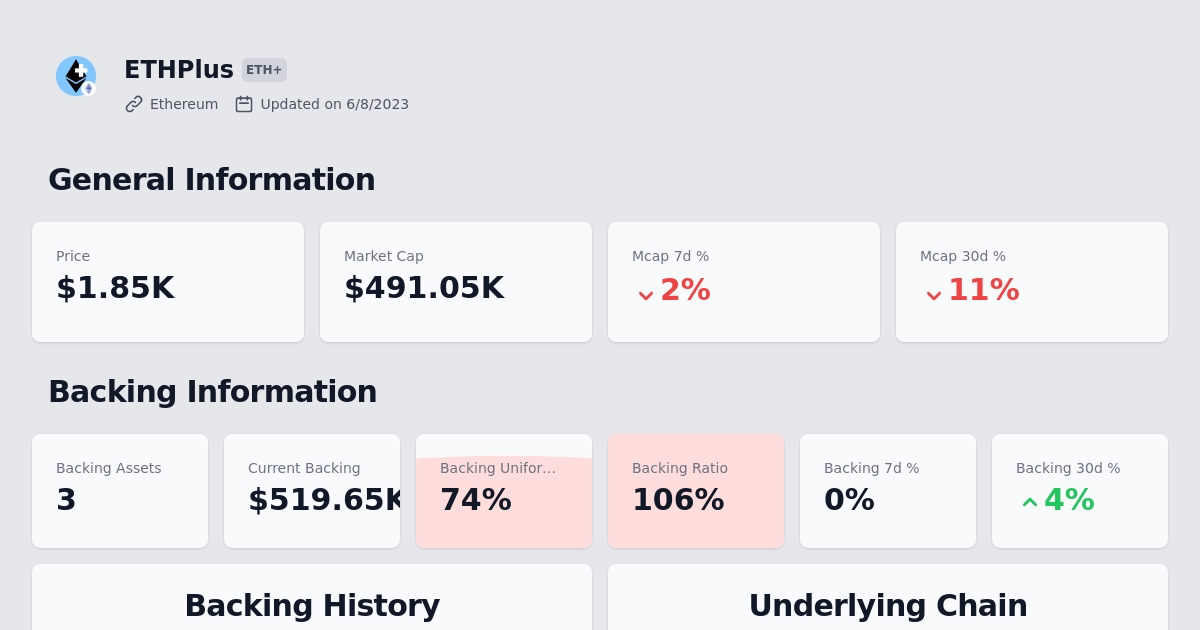 ETHPlus ETH+
Ethereum Updated on 6/8/2023
General Information
Price
$1.85K
Market Cap
$491.05K
Mcap 7d %
2%
Mcap 30d %
11%
Backing Information
Backing Assets
3
Current Backing
$519.65K
Backing Unifor...
74%
Backing Ratio
106%
Backing 7d %
0%
Backing 30d %
4%
Backing History
Underlying Chain